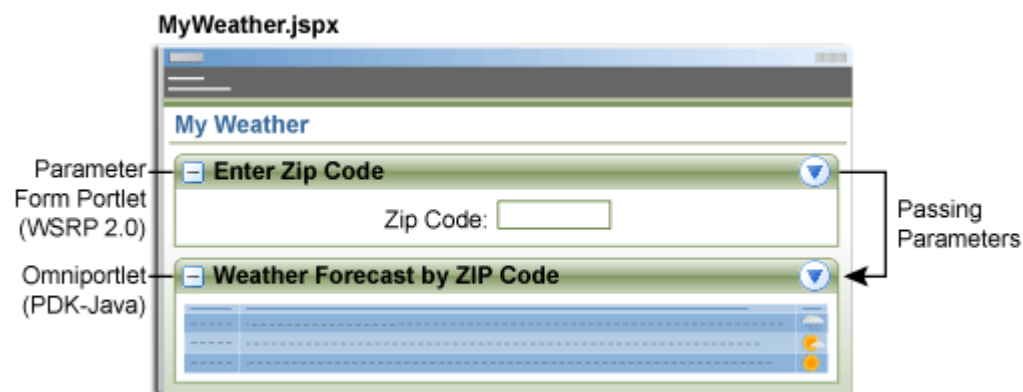 MyWeather.jspx
My Weather
Parameter
Form Portlet
(WSRP 2.0)
Enter Zip Code
Zip Code:
Passing
Parameters
Omniportlet
(PDK-Java)
Weather Forecast by ZIP Code